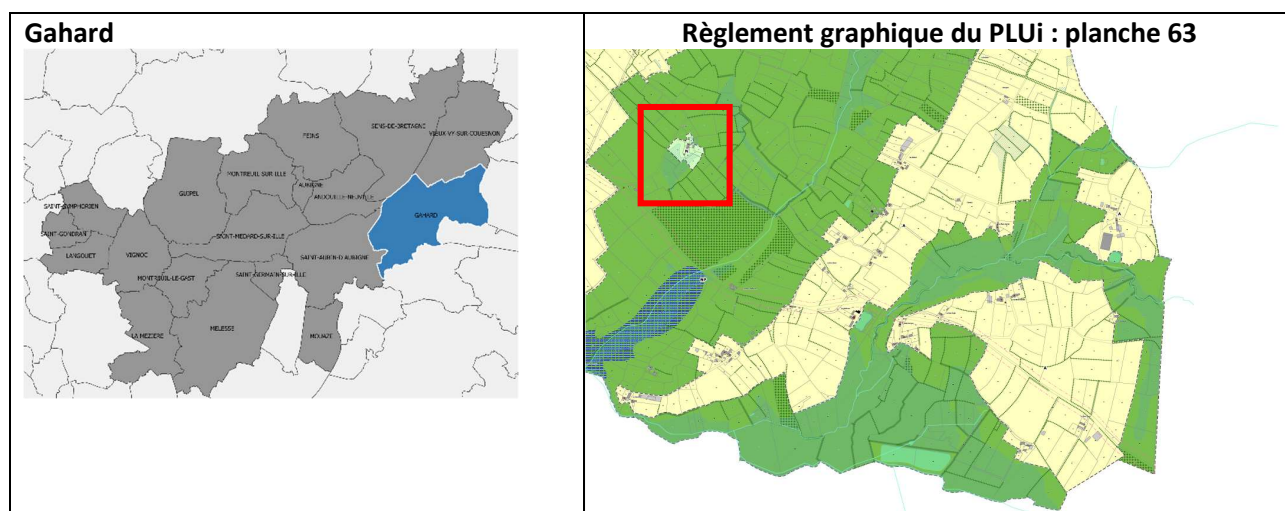 Gahard
Règlement graphique du PLUi : planche 63
SENS-DE-BRETAGNE
VIEUX-VY-SUR-COUESNON
FEINS
MONTREUIL-SUR-ILLE
AUBIGNE
GUIPEL
ANDOUILLE-NEUVILLE
GAHARD
SAINT-SYMPHORIEN
SAINT-GONDRAN
SAINT-MEDARD-SUR-ILLE
LANGOUET
VIGNOC
SAINT-AUBIN-D'AUBIGNE
MONTREUIL-LE-GAST
SAINT-GERMAIN-SUR-ILLE
LA MEZIERE
MELESSE
MOUAZE